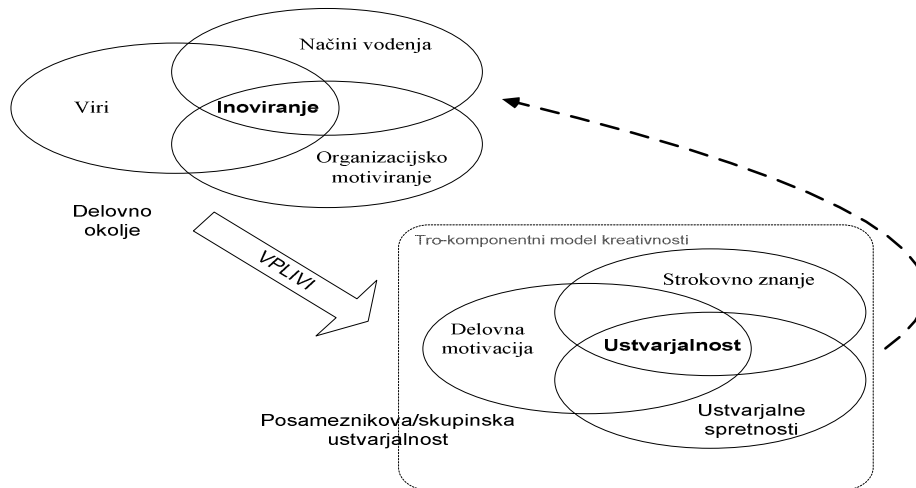 Načini vodenja
Viri
Inoviranje
Organizacijsko
motiviranje
Delovno
okolje
VPLIVI
Tro-komponentni model kreativnosti
Strokovno znanje
Delovna
motivacija
Ustvarjalnost
Ustvarjalne
spretnosti
Posameznikova/skupinska
ustvarjalnost